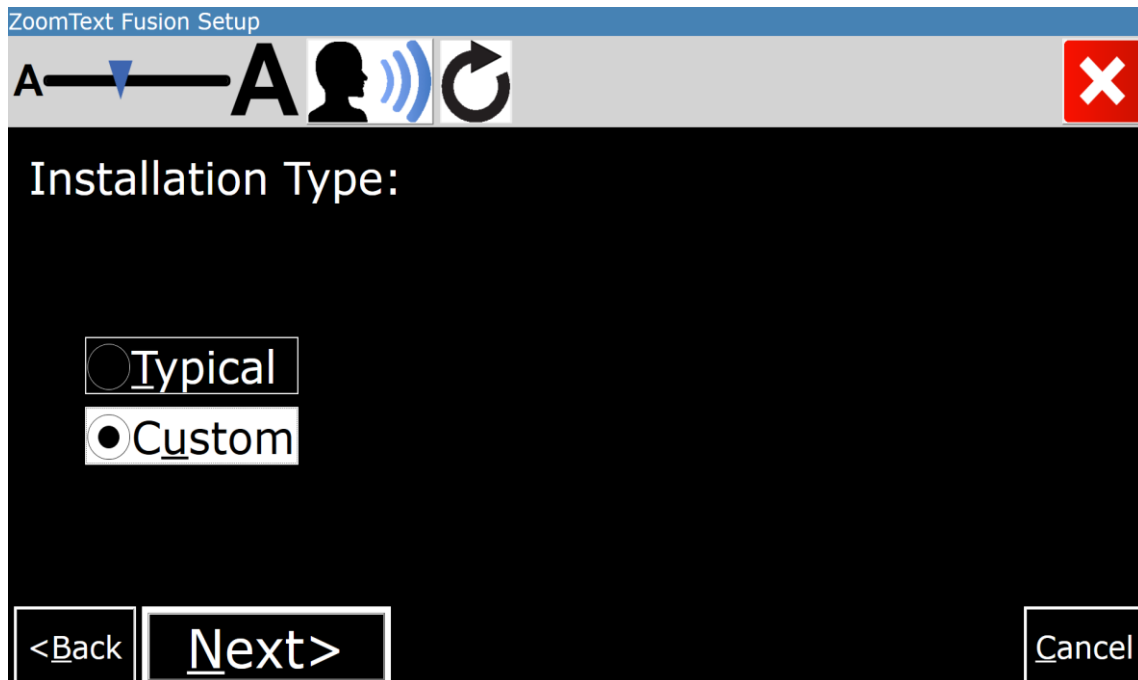 ZoomText Fusion Setup
A A
Installation Type:
Typical
Custom
<Back Next> Cancel